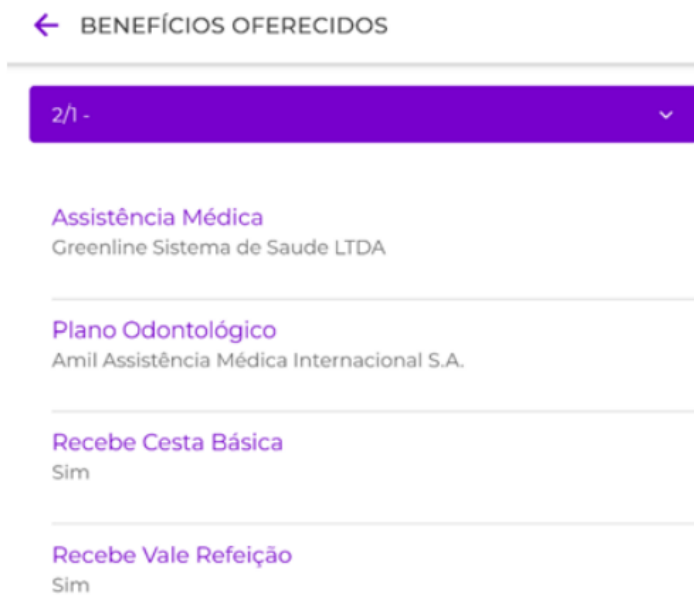 BENEFÍCIOS OFERECIDOS
2/1 -
Assistência Médica
Greenline Sistema de Saude LTDA
Plano Odontológico
Amil Assistência Médica Internacional S.A.
Recebe Cesta Básica
Sim
Recebe Vale Refeição
Sim